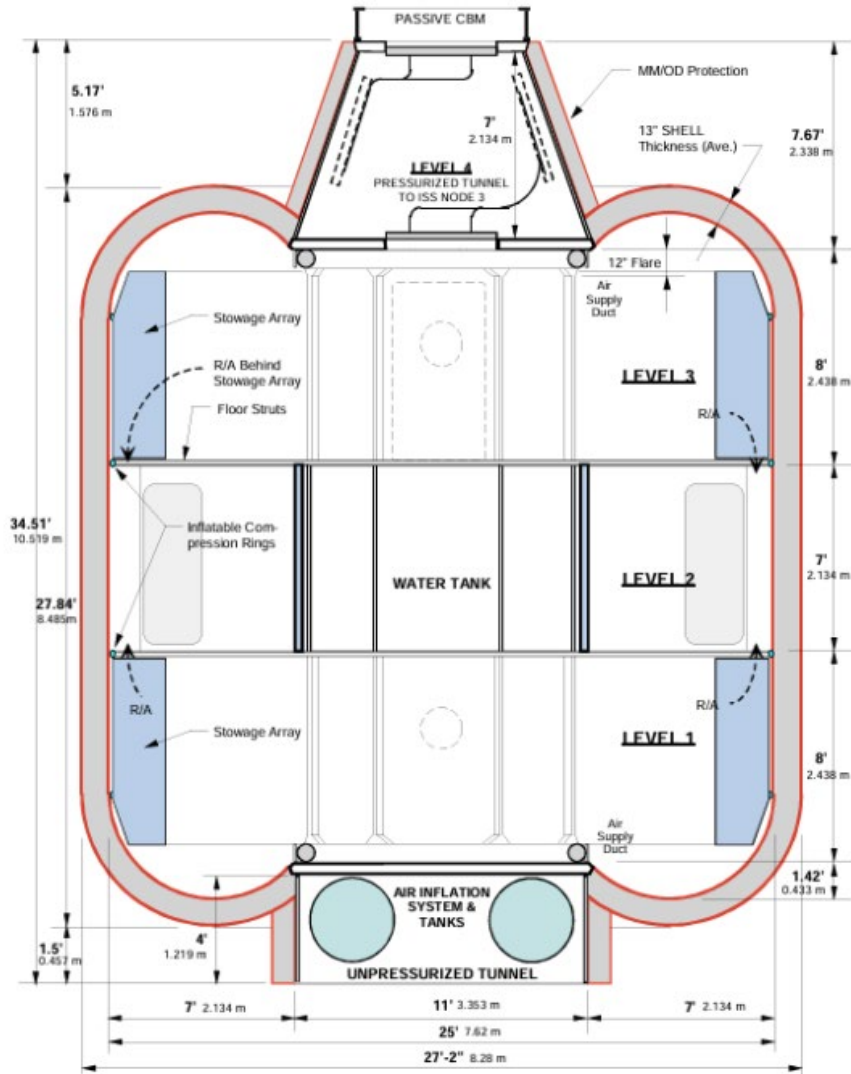 PASSIVE CBM
5.17'
1.576 m
MM/OD Protection
7'
2.134 m
13" SHELL
Thickness (Ave.)
7.67'
2.338 m
LEVEL 4
PRESSURIZED TUNNEL
TO ISS NODE 3
12" Flare
Air
Supply
Duct
Stowage Array
R/A Behind
Stowage Array
Floor Struts
LEVEL 3
8'
2.438 m
R/A
34.51'
10.519 m
Inflatable Com-
pression Rings
27.84'
8.485m
WATER TANK
LEVEL 2
7'
2.134 m
R/A
R/A
Stowage Array
LEVEL 1
8'
2.438 m
Air
Supply
Duct
1.42'
0.433 m
AIR INFLATION
SYSTEM &
TANKS
4'
1.219 m
1.5'
0.457 m
UNPRESSURIZED TUNNEL
7' 2.134 m
11' 3.353 m
7' 2.134 m
25' 7.62 m
27'-2" 8.28 m